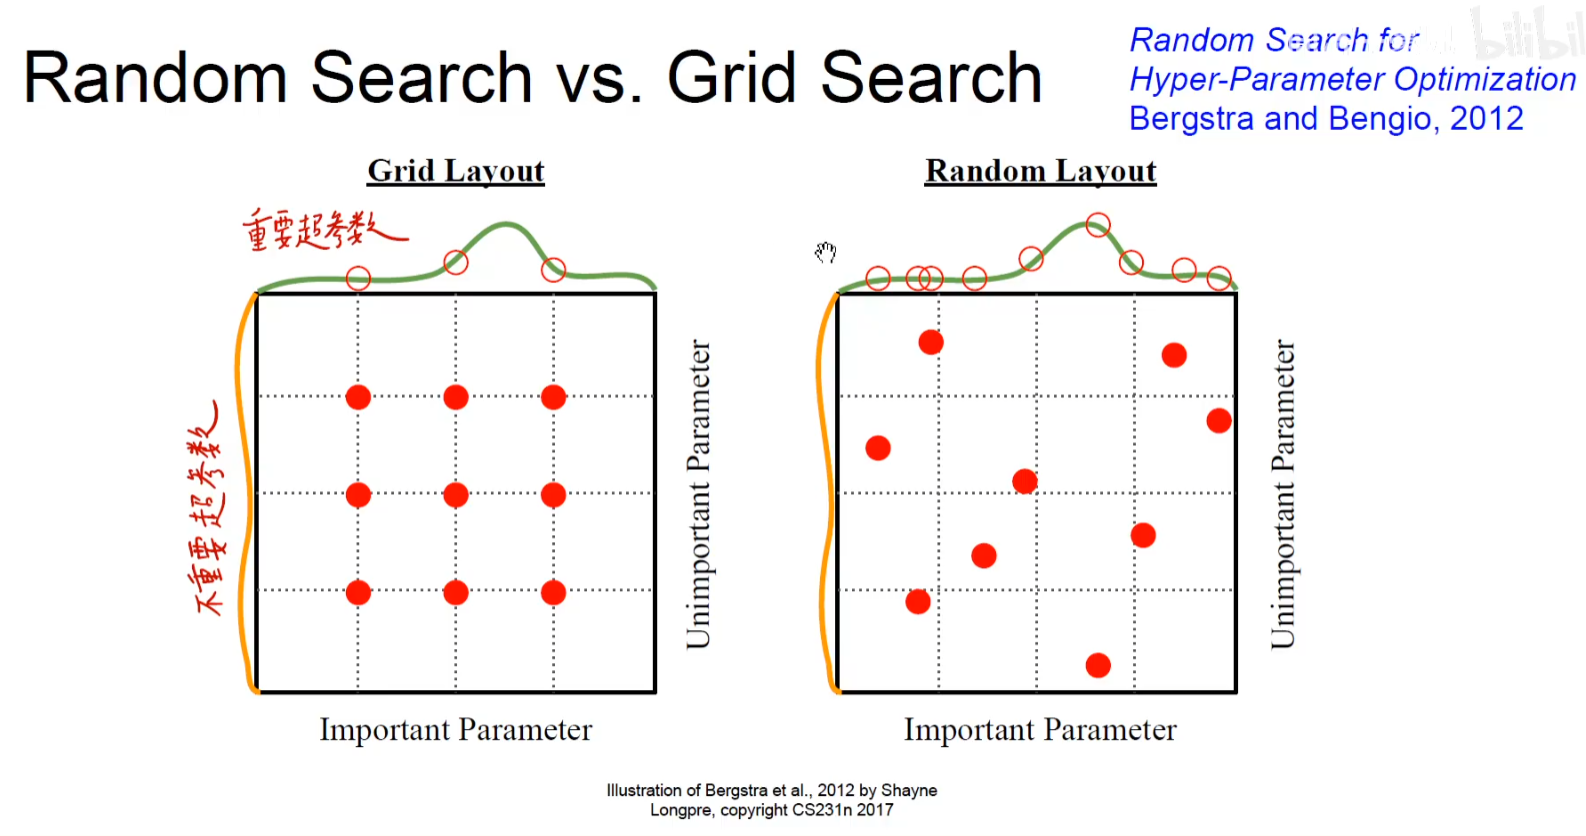 Random Search vs. Grid Search
Random Search for
Hyper-Parameter Optimization
Bergstra and Bengio, 2012
bilibili
Grid Layout
Random Layout
重要超参数
不重要超参数
Unimportant Parameter
Unimportant Parameter
Important Parameter
Important Parameter
Illustration of Bergstra et al., 2012 by Shayne
Longpre, copyright CS231n 2017